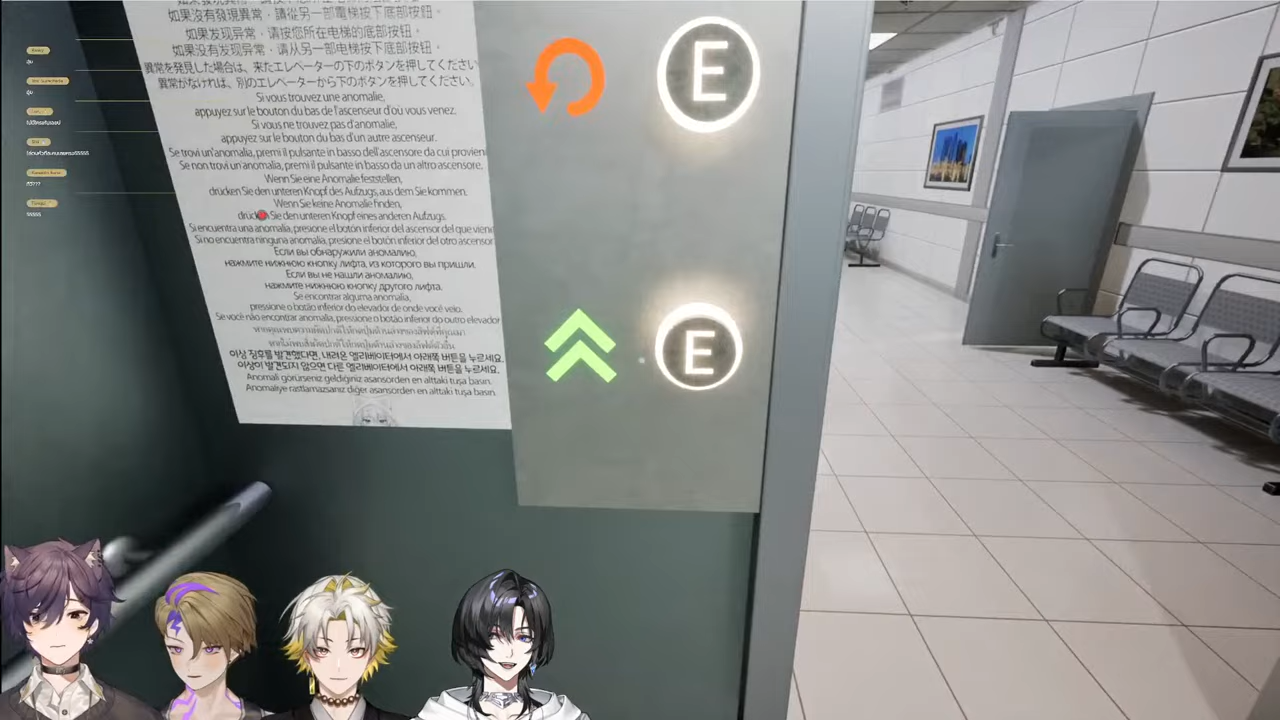 如果沒有發現異常，請從另一部電梯按下底部按鈕。
如果发现异常，请按您所在电梯的底部按钮。
如果没有发现异常，请从另一部电梯按下底部按钮。
異常を発見した場合は、来たエレベーターの下のボタンを押してください
異常がなければ、別のエレベーターから下のボタンを押してください。
Si vous trouvez une anomalie,
appuyez sur le bouton du bas de l'ascenseur d'où vous venez.
Si vous ne trouvez pas d'anomalie,
appuyez sur le bouton du bas d'un autre ascenseur.
Se trovi un'anomalia, premi il pulsante in basso dell'ascensore da cui provieni
Se non trovi un'anomalia, premi il pulsante in basso da un altro ascensore.
Wenn Sie eine Anomalie feststellen,
drücken Sie den unteren Knopf des Aufzugs, aus dem Sie kommen.
Wenn Sie keine Anomalie finden,
drücken Sie den unteren Knopf eines anderen Aufzugs.
Si encuentra una anomalía, presione el botón inferior del ascensor del que viene
Si no encuentra ninguna anomalía, presione el botón inferior del otro ascensor
Если вы обнаружили аномалию,
нажмите нижнюю кнопку лифта, из которого вы пришли.
Если вы не нашли аномалию,
нажмите нижнюю кнопку другого лифта.
Se encontrar alguma anomalia,
pressione o botão inferior do elevador de onde você veio.
Se você não encontrar anomalia, pressione o botão inferior do outro elevador
이상 징후를 발견했다면, 내려온 엘리베이터에서 아래쪽 버튼을 누르세요.
이상이 발견되지 않으면 다른 엘리베이터에서 아래쪽 버튼을 누르세요.
Anomali görürseniz geldiğiniz asansörden en alttaki tuşa basın.
Anomaliye rastlamazsanız diğer asansörden en alttaki tuşa basın.
E
E
55555